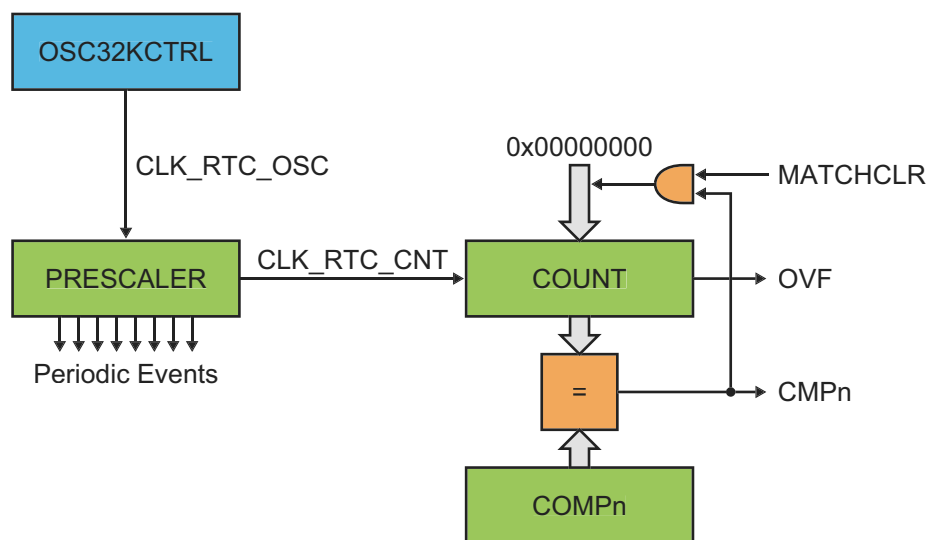 OSC32KCTRL
CLK_RTC_OSC
0x00000000
MATCHCLR
PRESCALER
CLK_RTC_CNT
COUNT
OVF
Periodic Events
=
CMPn
COMPn